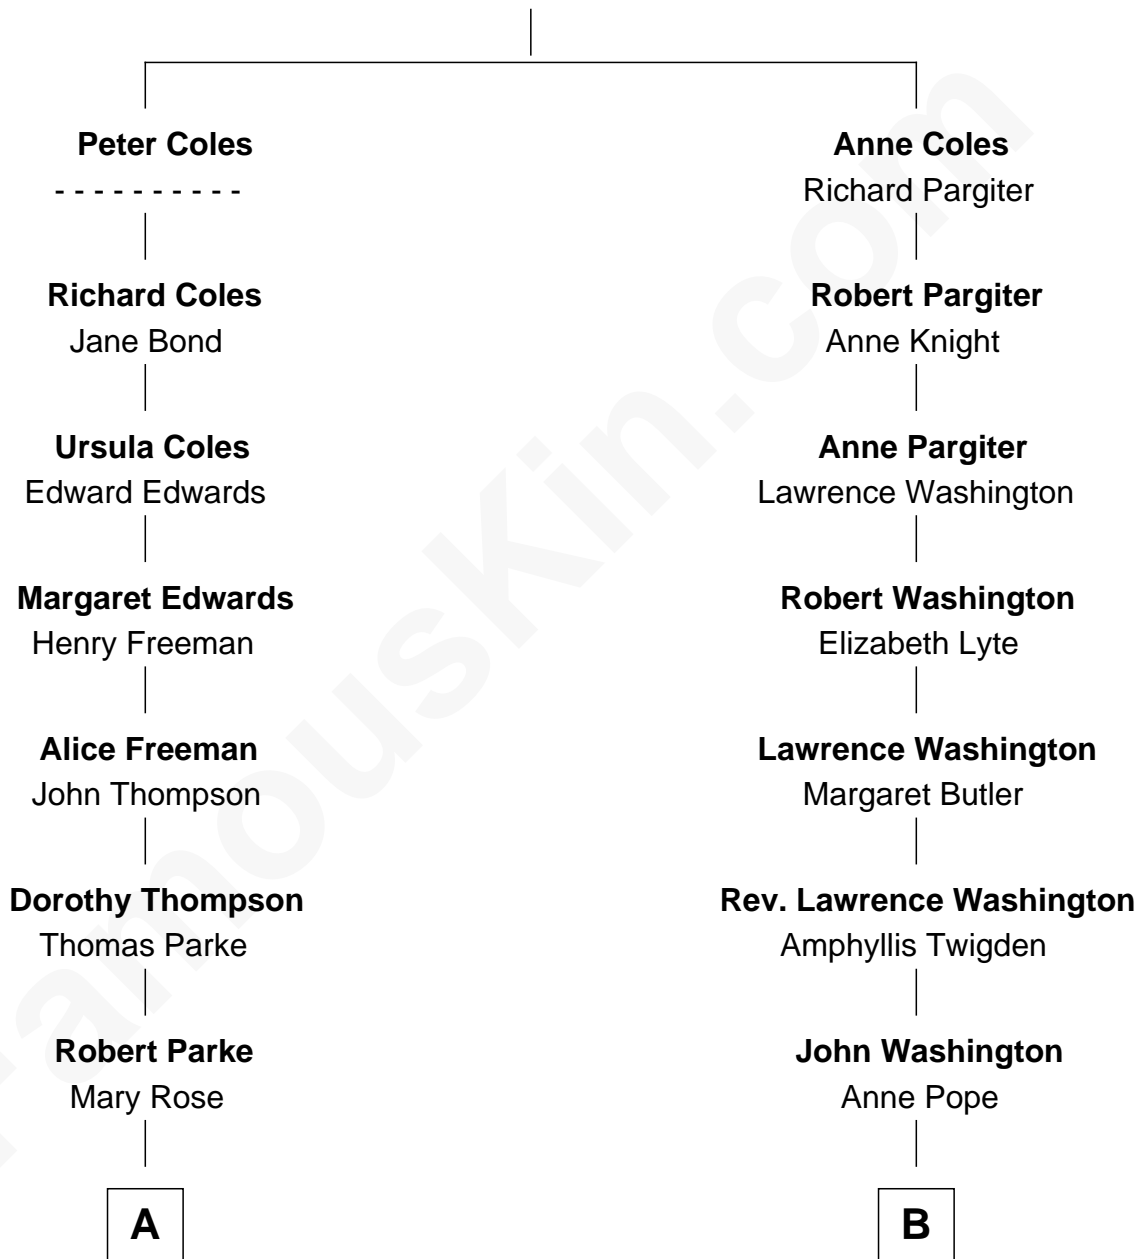 Peter Coles
- - - - - - - - - -
Richard Coles
Jane Bond
Ursula Coles
Edward Edwards
Margaret Edwards
Henry Freeman
Alice Freeman
John Thompson
Dorothy Thompson
Thomas Parke
Robert Parke
Mary Rose
A
Anne Coles
Richard Pargiter
Robert Pargiter
Anne Knight
Anne Pargiter
Lawrence Washington
Robert Washington
Elizabeth Lyte
Lawrence Washington
Margaret Butler
Rev. Lawrence Washington
Amphyllis Twigden
John Washington
Anne Pope
B
FamousKin.com